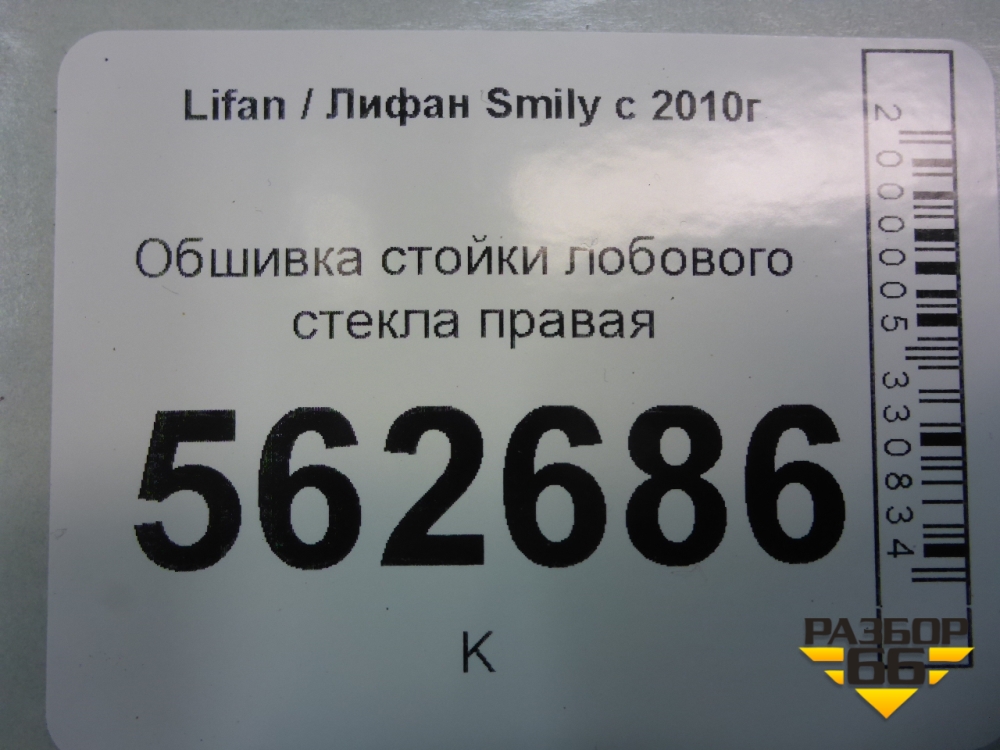 Lifan / Лифан Smily с 2010г
Обшивка стойки лобового
стекла правая
562686
К
2000005330834
РАЗБОР
66